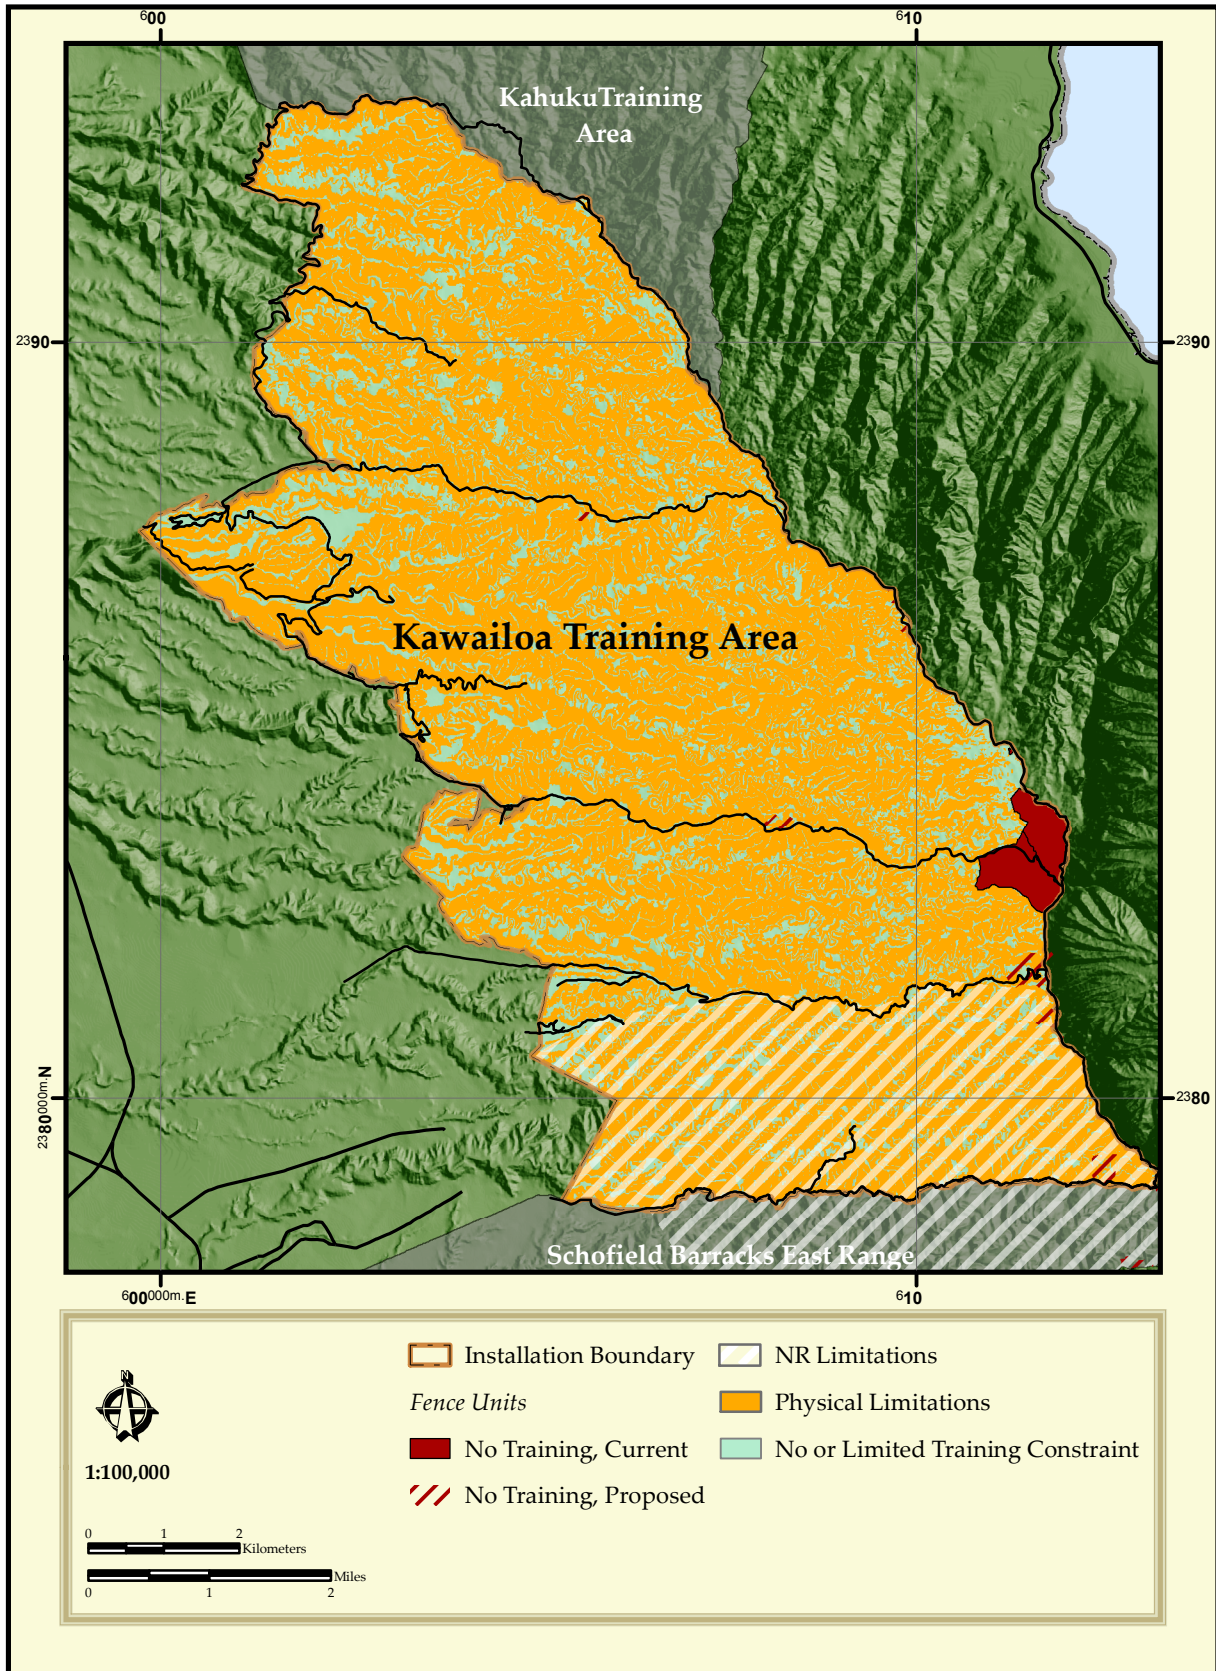 600
610
KahukuTraining
Area
2390
2390
Kawailoa Training Area
2380000m. N
2380
Schofield Barracks East Range
600000m. E
610
N
1:100,000
0 1 2
Kilometers
Miles
0 1 2
Installation Boundary
Fence Units
No Training, Current
No Training, Proposed
NR Limitations
Physical Limitations
No or Limited Training Constraint